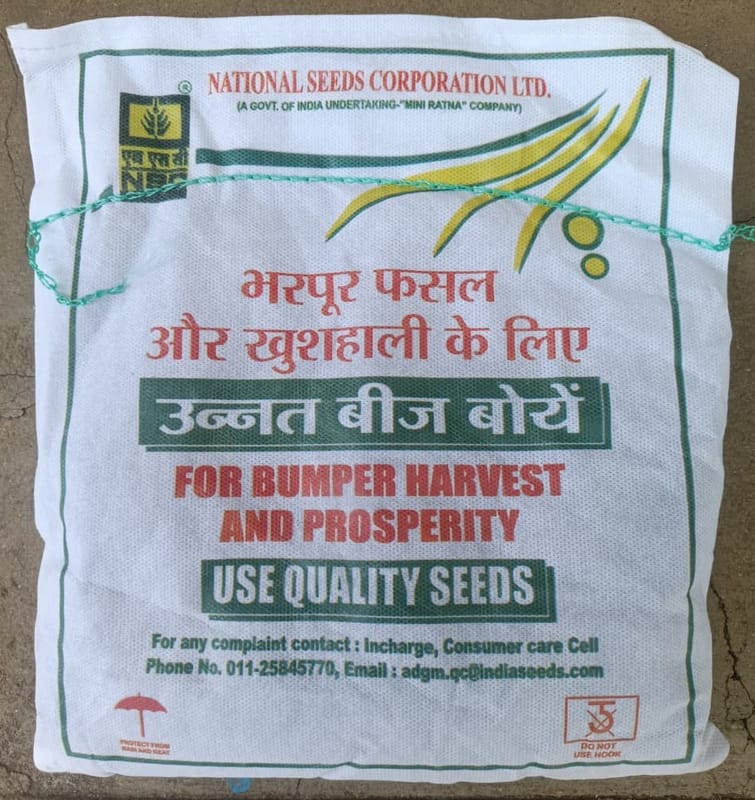 NATIONAL SEEDS CORPORATION LTD.
(A GOVT. OF INDIA UNDERTAKING-"MINI RATNA" COMPANY)
®
एन एस सी
NSC
भरपूर फसल
और खुशहाली के लिए
उन्नत बीज बोयें
FOR BUMPER HARVEST
AND PROSPERITY
USE QUALITY SEEDS
For any complaint contact : Incharge, Consumer care Cell
Phone No. 011-25845770, Email : adgm.qc@indiaseeds.com
PROTECT FROM
RAIN AND HEAT
DO NOT
USE HOOK